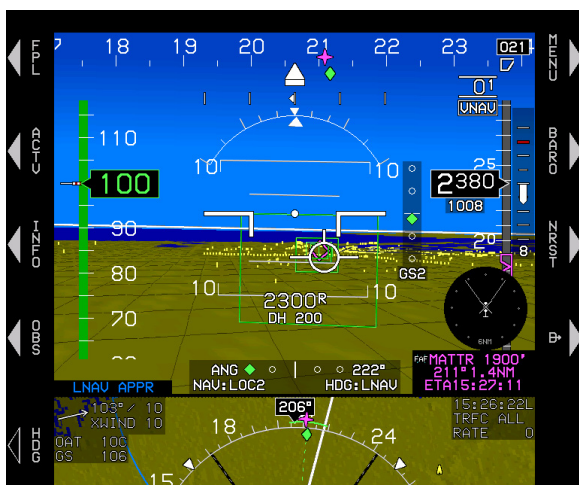 FPL
ACTV
INFO
OBS
HDG
MENU
BARO
NRST
17 18 19 20 21 22 23
021
01
VNAV
110
100
90
80
70
10 10
25
2380
1008
20
8
GS2
10 10
2300R
DH 200
6NM
FAF MATTR 1900'
211° 1.4NM
ETA15:27:11
ANG 222°
NAV:LOC2 HDG:LNAV
LNAV APPR
103°/ 10
XWIND 10
OAT 10C
GS 106
206°
15:26:22L
TRFC ALL
RATE 0
15 18 24